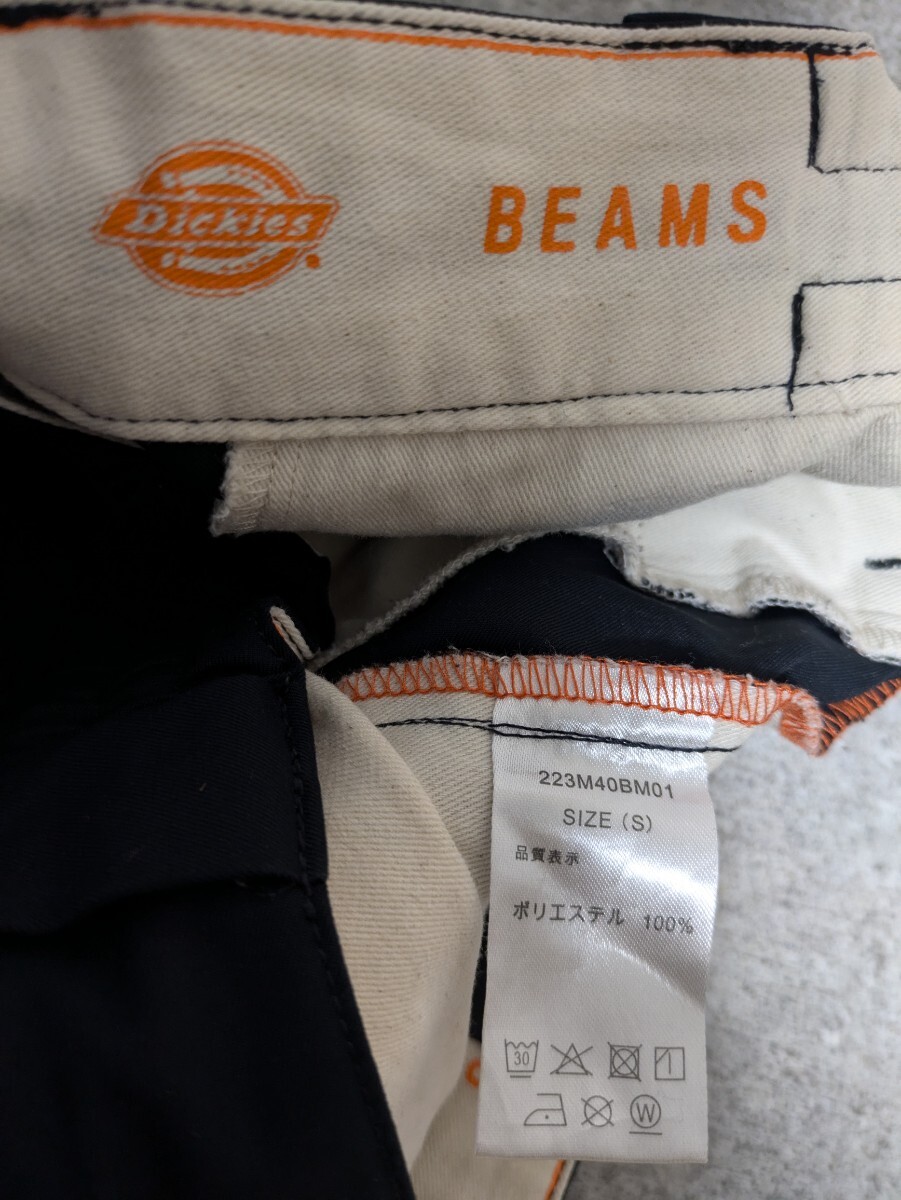 Dickies
BEAMS
223M40BM01
SIZE (S)
品質表示
ポリエステル 100%
30
W